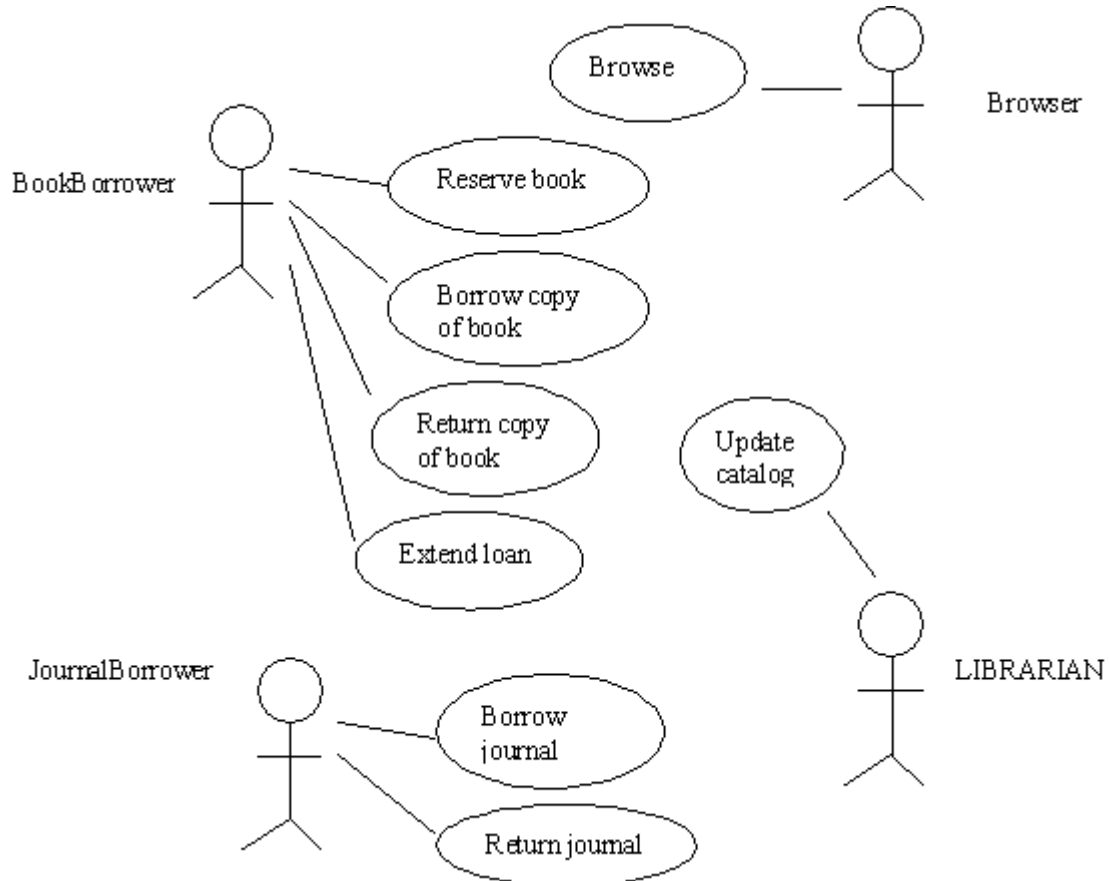 Browse
Browser
BookBorrower
Reserve book
Borrow copy
of book
Return copy
of book
Update
catalog
Extend loan
JournalBorrower
LIBRARIAN
Borrow
journal
Return journal